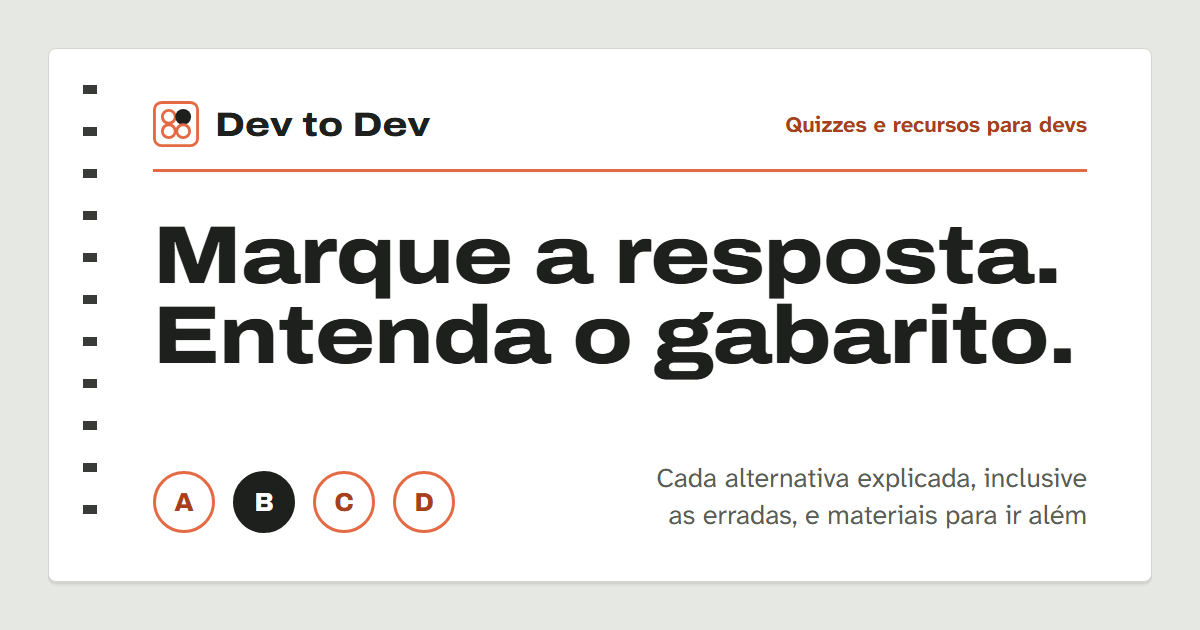 Dev to Dev
Quizzes e recursos para devs
Marque a resposta.
Entenda o gabarito.
A B C D
Cada alternativa explicada, inclusive
as erradas, e materiais para ir além